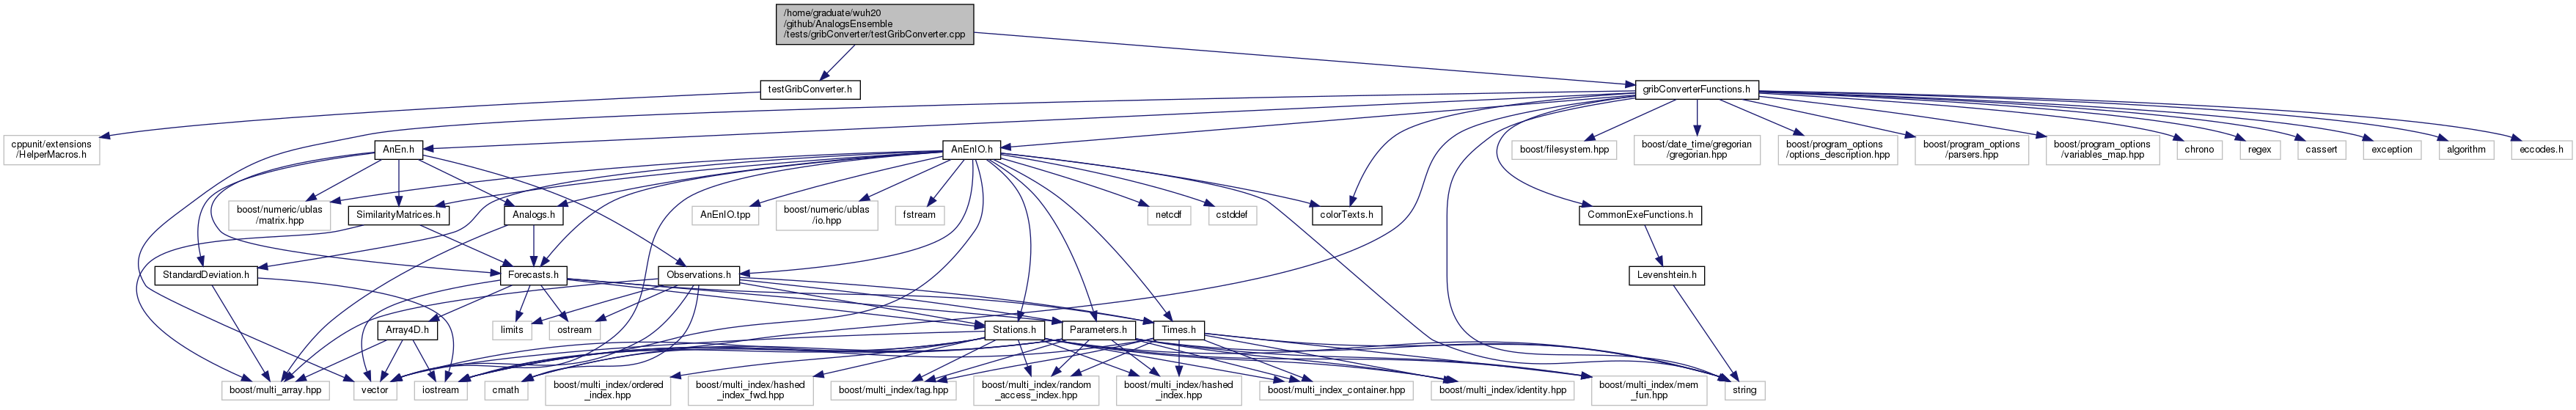 /home/graduate/wuh20
/github/AnalogsEnsemble
/tests/gribConverter/testGribConverter.cpp
testGribConverter.h
gribConverterFunctions.h
cppunit/extensions
/HelperMacros.h
AnEn.h
AnEnIO.h
boost/filesystem.hpp
boost/date_time/gregorian
/gregorian.hpp
boost/program_options
/options_description.hpp
boost/program_options
/parsers.hpp
boost/program_options
/variables_map.hpp
chrono
regex
cassert
exception
algorithm
eccodes.h
boost/numeric/ublas
/matrix.hpp
SimilarityMatrices.h
Analogs.h
AnEnIO.tpp
boost/numeric/ublas
/io.hpp
fstream
netcdf
cstddef
colorTexts.h
CommonExeFunctions.h
StandardDeviation.h
Forecasts.h
Observations.h
Levenshtein.h
Array4D.h
limits
ostream
Stations.h
Parameters.h
Times.h
boost/multi_array.hpp
vector
iostream
cmath
boost/multi_index/ordered
_index.hpp
boost/multi_index/hashed
_index_fwd.hpp
boost/multi_index/tag.hpp
boost/multi_index/random
_access_index.hpp
boost/multi_index/hashed
_index.hpp
boost/multi_index_container.hpp
boost/multi_index/identity.hpp
boost/multi_index/mem
_fun.hpp
string